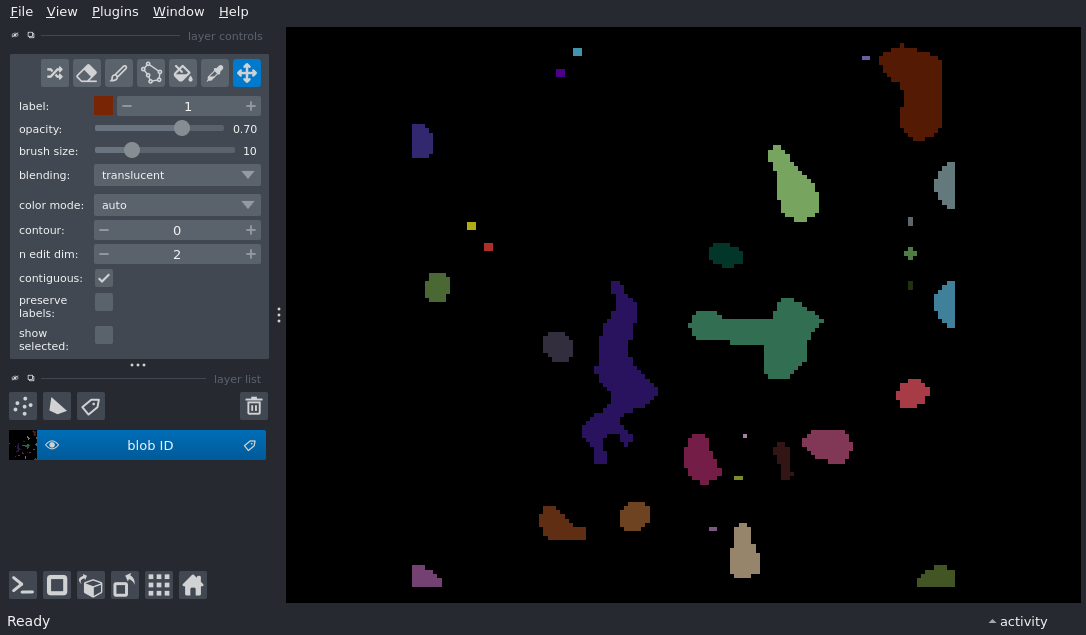 File View Plugins Window Help
layer controls
label: 1
opacity: 0.70
brush size: 10
blending: translucent
color mode: auto
contour: 0
n edit dim: 2
contiguous:
preserve
labels:
show
selected:
layer list
blob ID
Ready
activity